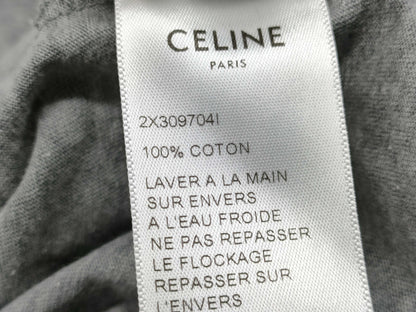 CELINE
PARIS
2X309704I
100% COTON
LAVER A LA MAIN
SUR ENVERS
A L'EAU FROIDE
NE PAS REPASSER
LE FLOCKAGE
REPASSER SUR
L'ENVERS